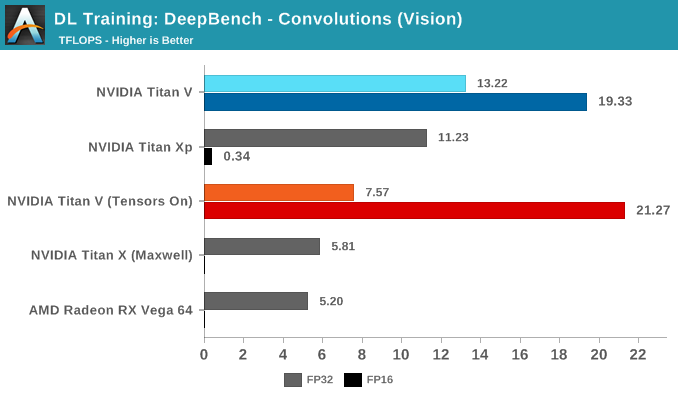 DL Training: DeepBench - Convolutions (Vision)
TFLOPS - Higher is Better
NVIDIA Titan V
13.22
19.33
NVIDIA Titan Xp
11.23
0.34
NVIDIA Titan V (Tensors On)
7.57
21.27
NVIDIA Titan X (Maxwell)
5.81
AMD Radeon RX Vega 64
5.20
0 2 4 6 8 10 12 14 16 18 20 22
FP32 FP16